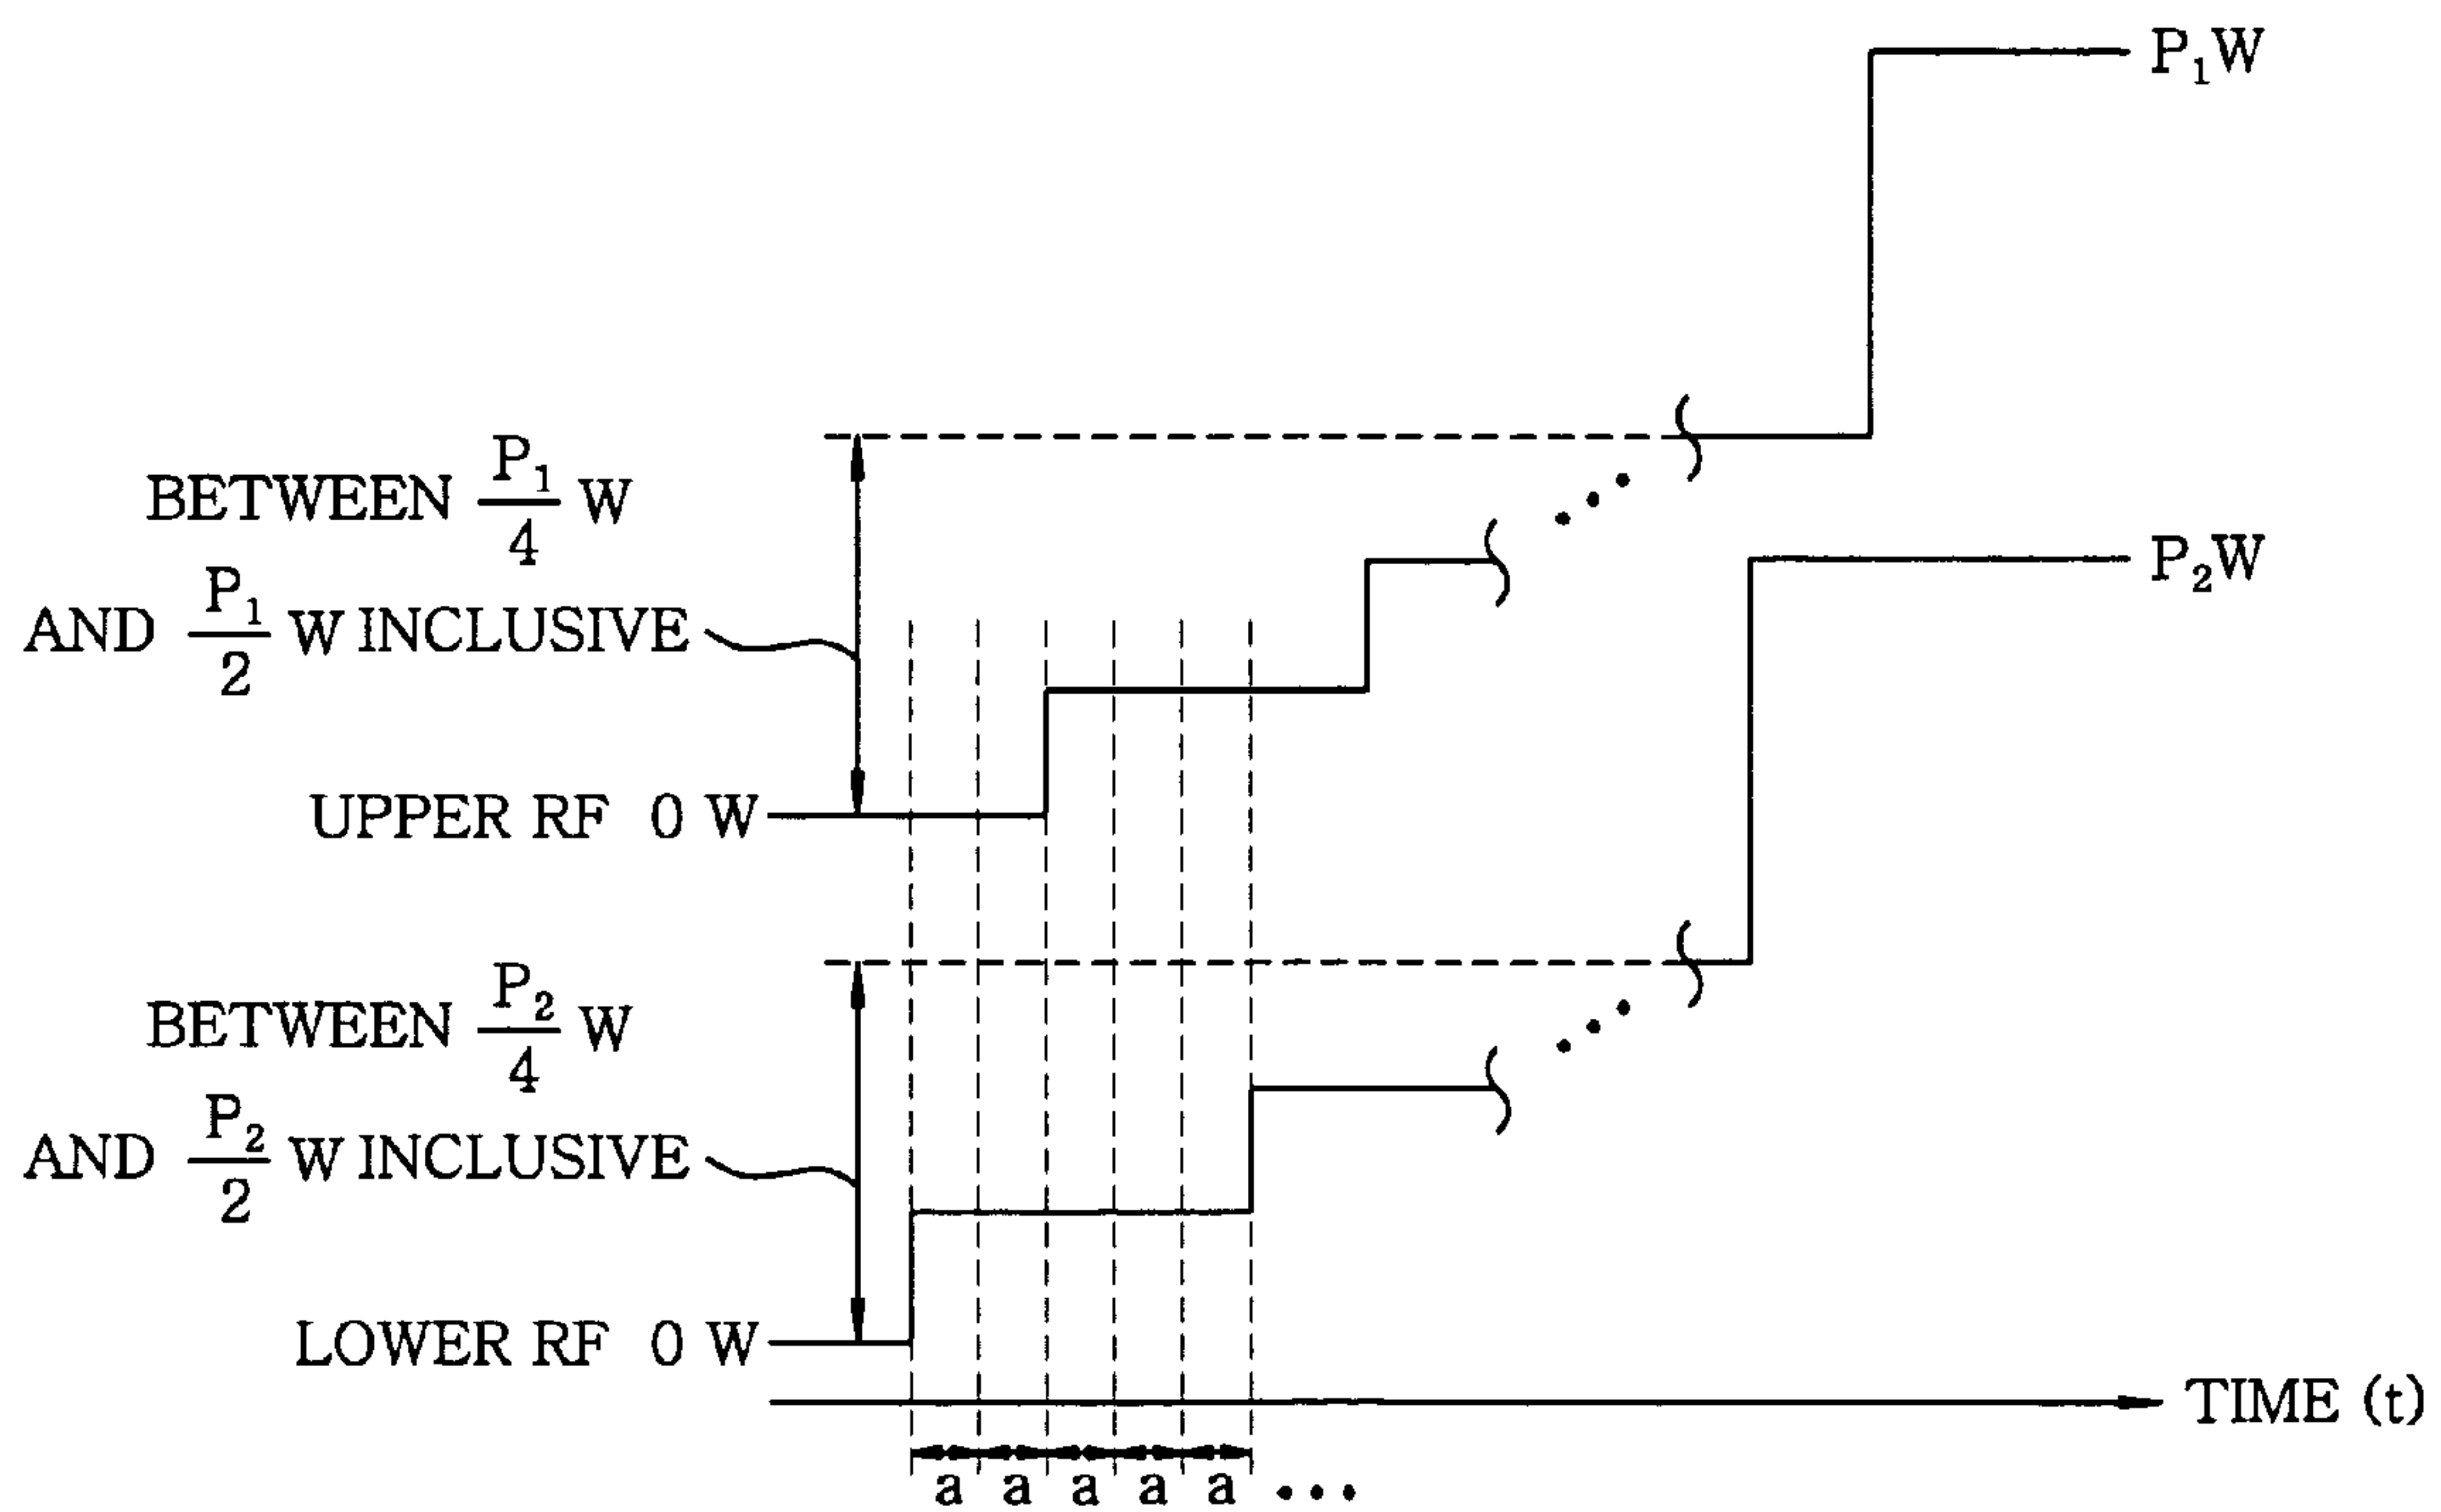 P₁W
BETWEEN P₁/4 W
AND P₁/2 W INCLUSIVE
P₂W
UPPER RF 0 W
BETWEEN P₂/4 W
AND P₂/2 W INCLUSIVE
LOWER RF 0 W
TIME (t)
a a a a a ...